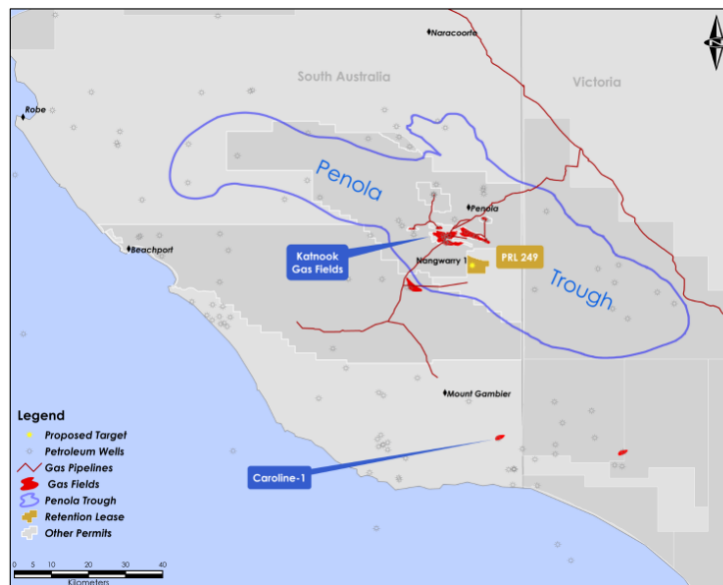 Naracoorte
N
South Australia
Victoria
Robe
Penola
Penola
Beachport
Katnook
Gas Fields
Nangwarry 1
PRL 249
Trough
Mount Gambier
Caroline-1
Legend
Proposed Target
Petroleum Wells
Gas Pipelines
Gas Fields
Penola Trough
Retention Lease
Other Permits
0 5 10 20 30 40
Kilometers